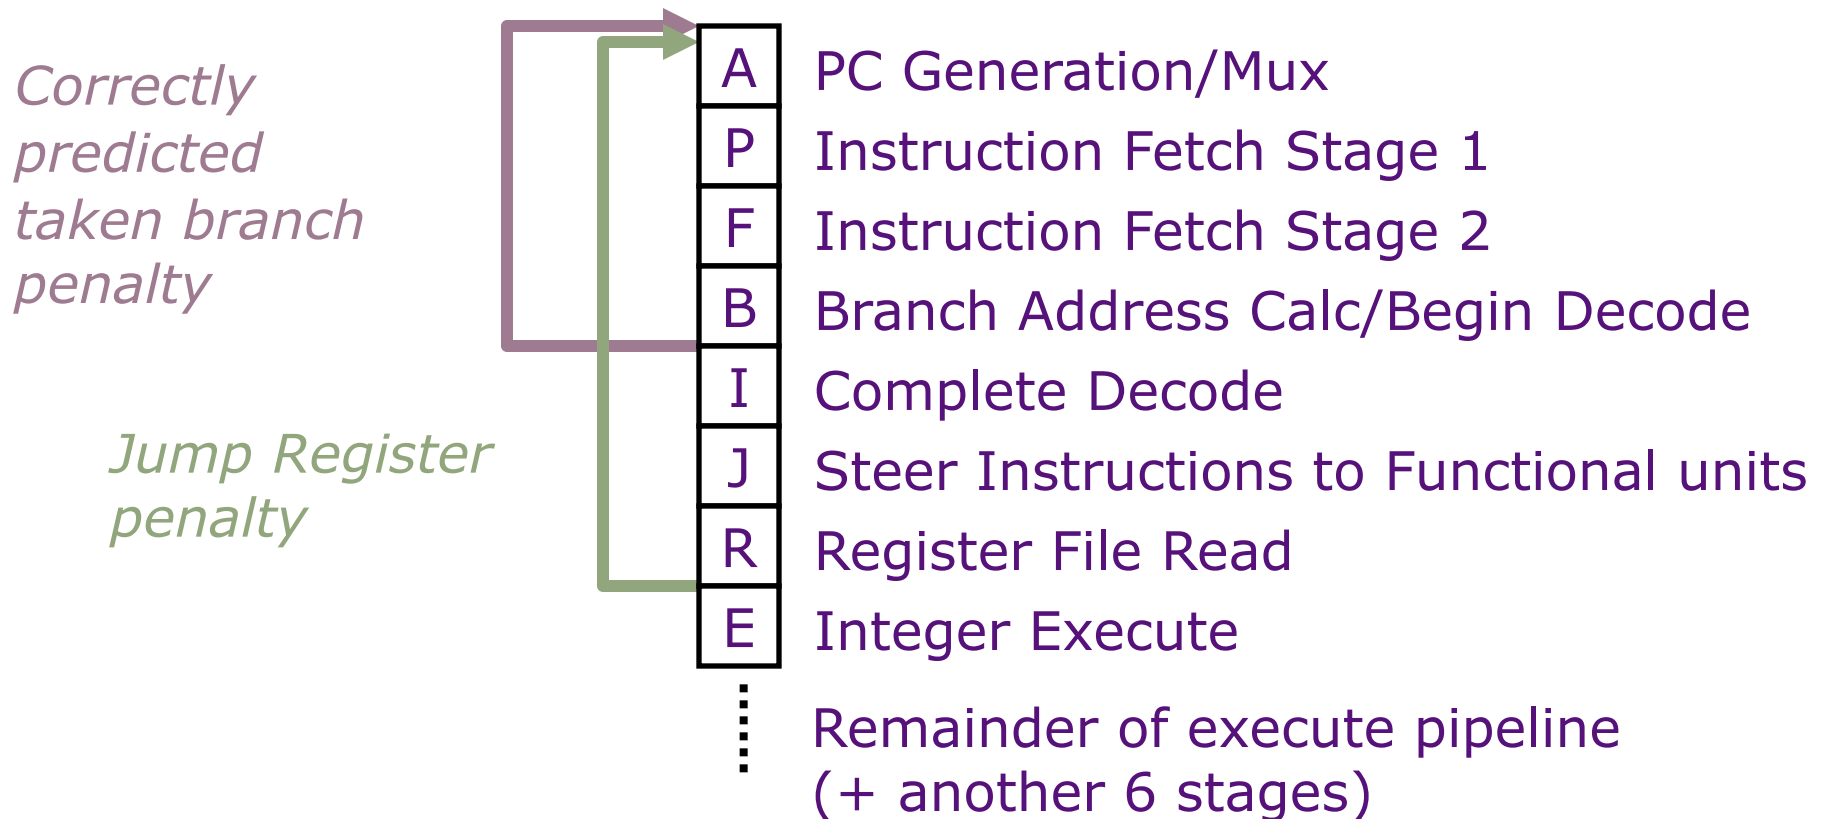 Correctly
predicted
taken branch
penalty
Jump Register
penalty
A PC Generation/Mux
P Instruction Fetch Stage 1
F Instruction Fetch Stage 2
B Branch Address Calc/Begin Decode
I Complete Decode
J Steer Instructions to Functional units
R Register File Read
E Integer Execute
Remainder of execute pipeline
(+ another 6 stages)